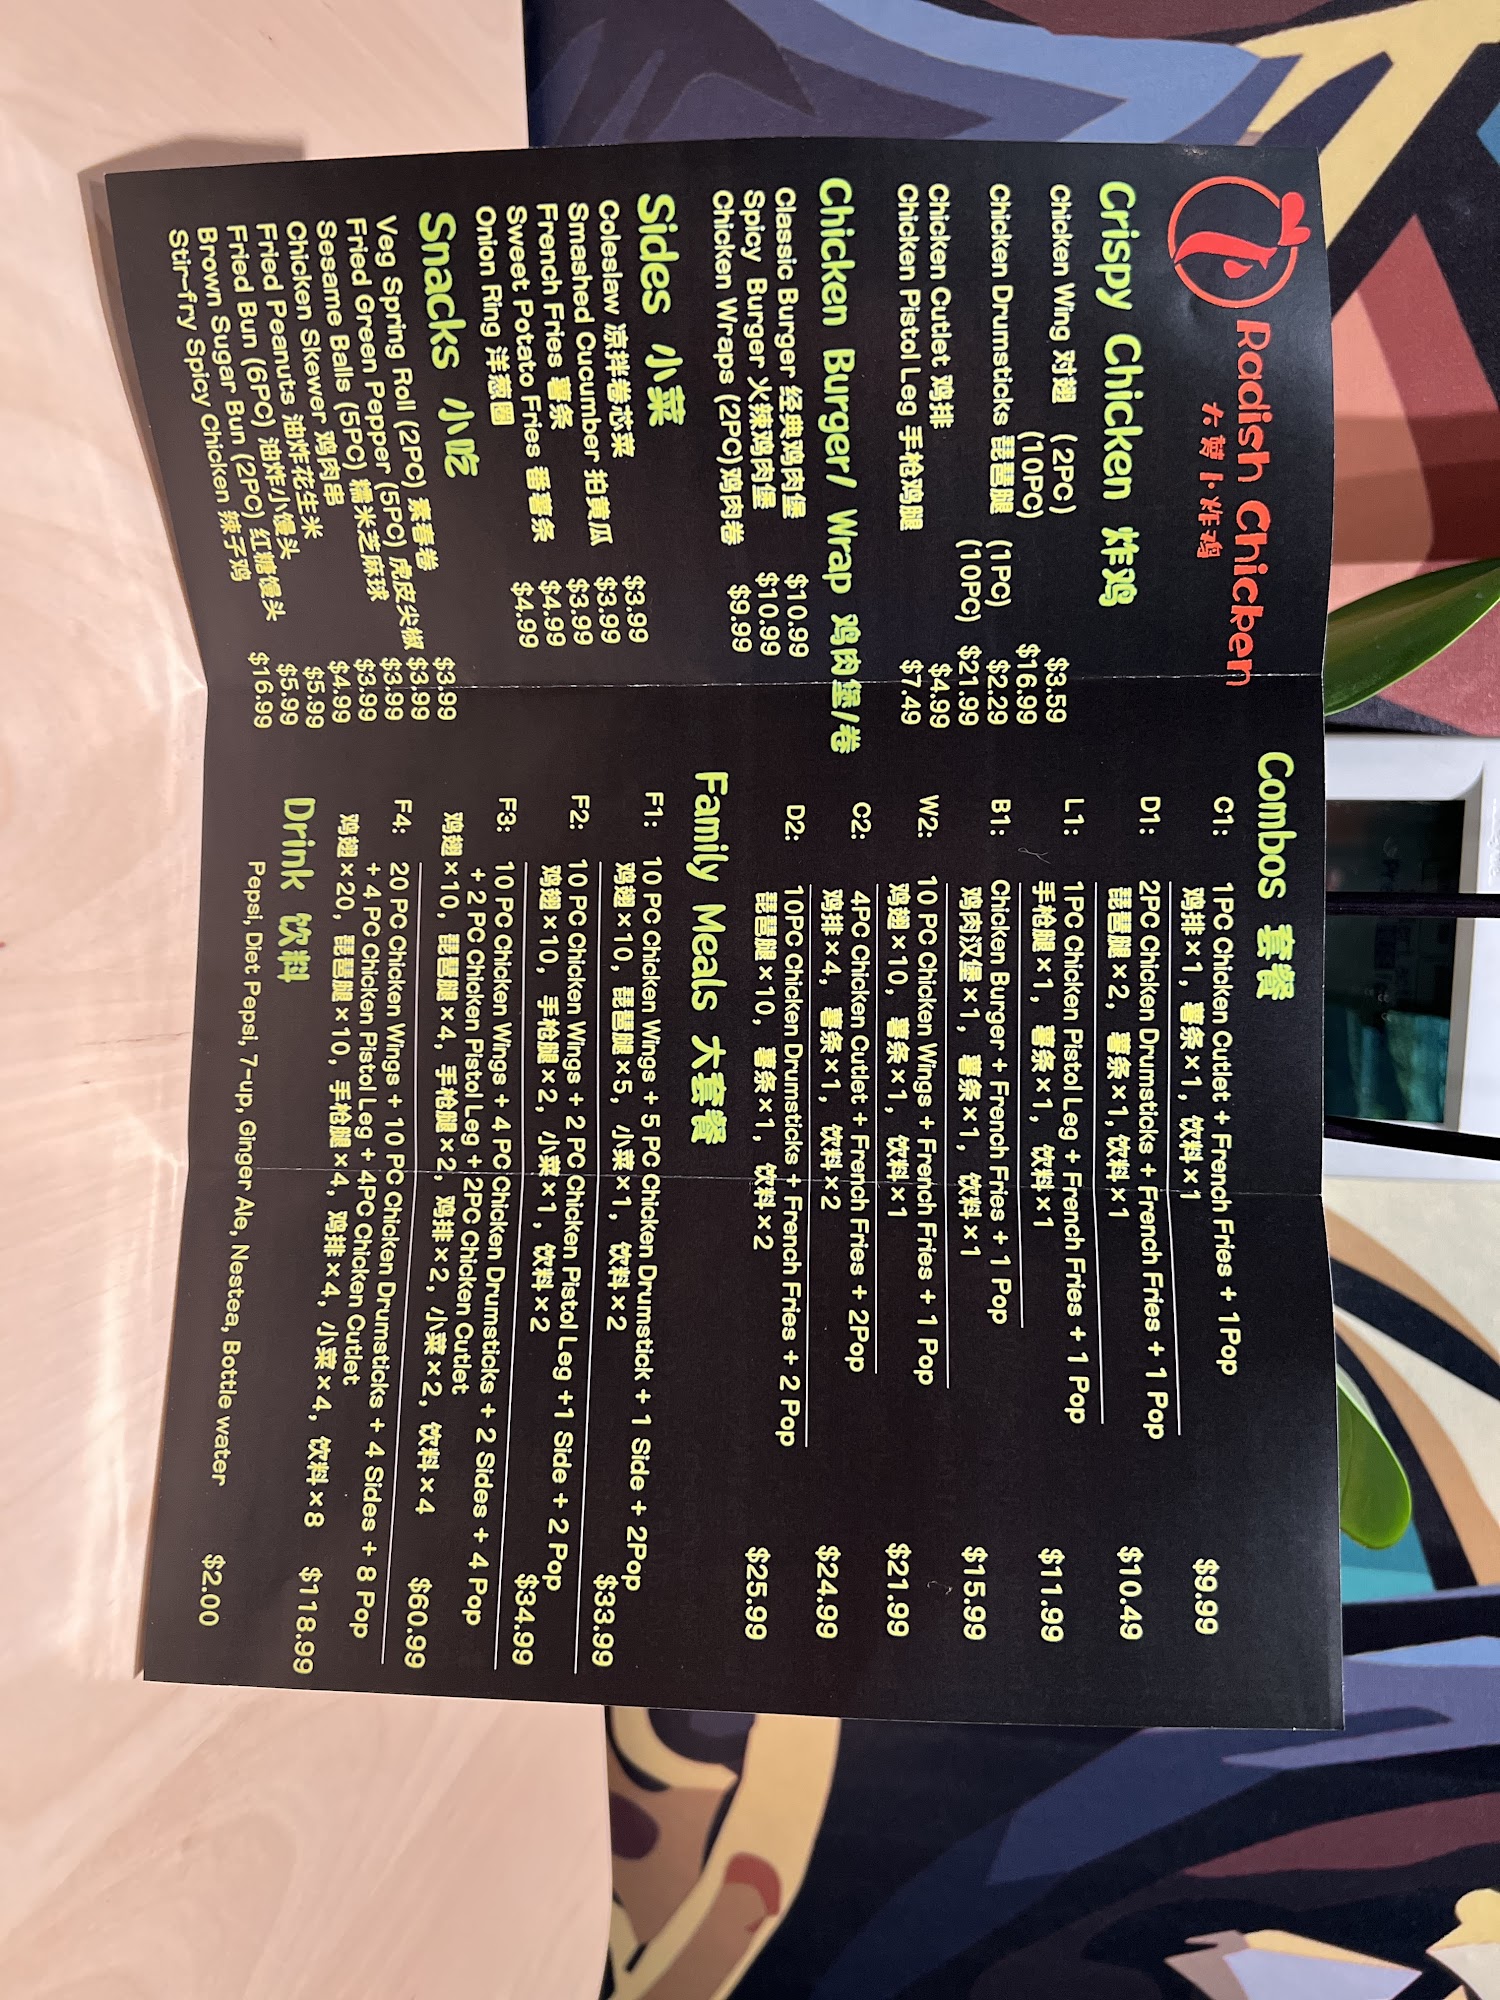 Radish Chicken
大萝卜炸鸡
Crispy Chicken 炸鸡
Chicken Wing 对翅 (2PC) $3.59
(10PC) $16.99
Chicken Drumsticks 琵琶腿 (1PC) $2.29
(10PC) $21.99
Chicken Cutlet 鸡排 $4.99
Chicken Pistol Leg 手枪鸡腿 $7.49
Chicken Burger/ Wrap 鸡肉堡/卷
Classic Burger 经典鸡肉堡 $10.99
Spicy Burger 火辣鸡肉堡 $10.99
Chicken Wraps (2PC) 鸡肉卷 $9.99
Sides 小菜
Coleslaw 凉拌卷芯菜 $3.99
Smashed Cucumber 拍黄瓜 $3.99
French Fries 薯条 $3.99
Sweet Potato Fries 番薯条 $4.99
Onion Ring 洋葱圈 $4.99
Snacks 小吃
Veg Spring Roll (2PC) 素春卷 $3.99
Fried Green Pepper (5PC) 虎皮尖椒 $3.99
Sesame Balls (5PC) 糯米芝麻球 $3.99
Chicken Skewer 鸡肉串 $3.99
Fried Peanuts 油炸花生米 $4.99
Fried Bun (6PC) 油炸小馒头 $5.99
Brown Sugar Bun (2PC) 红糖馒头 $5.99
Stir-fry Spicy Chicken 辣子鸡 $16.99
Combos 套餐
C1: 1PC Chicken Cutlet + French Fries + 1Pop
鸡排×1, 薯条×1, 饮料×1 $9.99
D1: 2PC Chicken Drumsticks + French Fries + 1 Pop
琵琶腿×2, 薯条×1,饮料×1 $10.49
L1: 1PC Chicken Pistol Leg + French Fries + 1 Pop
手枪腿×1, 薯条×1, 饮料×1 $11.99
B1: Chicken Burger + French Fries + 1 Pop
鸡肉汉堡×1, 薯条×1, 饮料×1 $15.99
W2: 10 PC Chicken Wings + French Fries + 1 Pop
鸡翅×10, 薯条×1, 饮料×1 $21.99
C2: 4PC Chicken Cutlet + French Fries + 2Pop
鸡排×4, 薯条×1, 饮料×2 $24.99
D2: 10PC Chicken Drumsticks + French Fries + 2 Pop
琵琶腿×10, 薯条×1, 饮料×2 $25.99
Family Meals 大套餐
F1: 10 PC Chicken Wings + 5 PC Chicken Drumstick + 1 Side + 2Pop
鸡翅×10, 琵琶腿×5, 小菜×1, 饮料×2 $33.99
F2: 10 PC Chicken Wings + 2 PC Chicken Pistol Leg +1 Side + 2 Pop
鸡翅×10, 手枪腿×2, 小菜×1, 饮料×2 $34.99
F3: 10 PC Chicken Wings + 4 PC Chicken Drumsticks + 2 Sides + 4 Pop
+ 2 PC Chicken Pistol Leg +2PC Chicken Cutlet
鸡翅×10, 琵琶腿×4, 手枪腿×2, 鸡排×2, 小菜×2, 饮料×4 $60.99
F4: 20 PC Chicken Wings + 10 PC Chicken Drumsticks + 4 Sides + 8 Pop
+ 4 PC Chicken Pistol Leg + 4PC Chicken Cutlet
鸡翅×20, 琵琶腿×10, 手枪腿×4, 鸡排×4, 小菜×4, 饮料×8 $118.99
Drink 饮料
Pepsi, Diet Pepsi, 7-up, Ginger Ale, Nestea, Bottle water $2.00